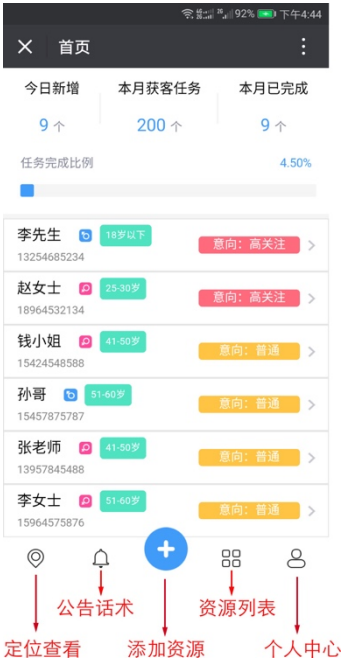 92% 下午4:44
首页
今日新增 本月获客任务 本月已完成
9个 200个 9个
任务完成比例 4.50%
李先生 18岁以下 意向：高关注
13254685234
赵女士 25-30岁 意向：高关注
18964532134
钱小姐 41-50岁 意向：普通
15424548588
孙哥 51-60岁 意向：普通
15457875787
张老师 41-50岁 意向：普通
13957845488
李女士 51-60岁 意向：普通
15964575876
公告话术 资源列表
定位查看 添加资源 个人中心